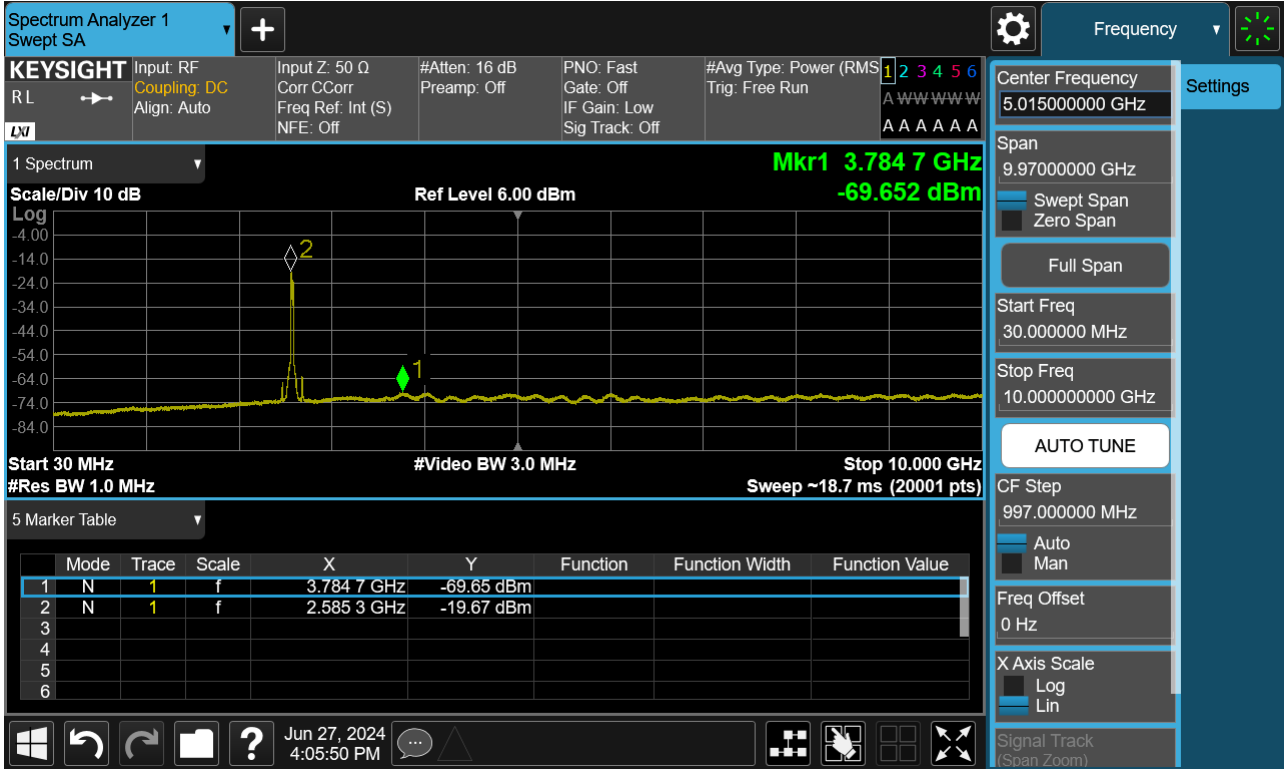 Spectrum Analyzer 1
Swept SA
+
Frequency
KEYSIGHT
R L
LXI
Input: RF
Coupling: DC
Align: Auto
Input Z: 50 Ω
Corr CCorr
Freq Ref: Int (S)
NFE: Off
#Atten: 16 dB
Preamp: Off
PNO: Fast
Gate: Off
IF Gain: Low
Sig Track: Off
#Avg Type: Power (RMS
Trig: Free Run
1 2 3 4 5 6
A W W W W W
A A A A A A
1 Spectrum
Mkr1 3.784 7 GHz
-69.652 dBm
Scale/Div 10 dB
Ref Level 6.00 dBm
Log
-4.00
-14.0
-24.0
-34.0
-44.0
-54.0
-64.0
-74.0
-84.0
2
1
Start 30 MHz
#Video BW 3.0 MHz
Stop 10.000 GHz
#Res BW 1.0 MHz
Sweep ~18.7 ms (20001 pts)
5 Marker Table
Mode Trace Scale X Y Function Function Width Function Value
1 N 1 f 3.784 7 GHz -69.65 dBm
2 N 1 f 2.585 3 GHz -19.67 dBm
3
4
5
6
?
Jun 27, 2024
4:05:50 PM
Center Frequency
5.015000000 GHz
Settings
Span
9.97000000 GHz
Swept Span
Zero Span
Full Span
Start Freq
30.000000 MHz
Stop Freq
10.000000000 GHz
AUTO TUNE
CF Step
997.000000 MHz
Auto
Man
Freq Offset
0 Hz
X Axis Scale
Log
Lin
Signal Track
(Span Zoom)